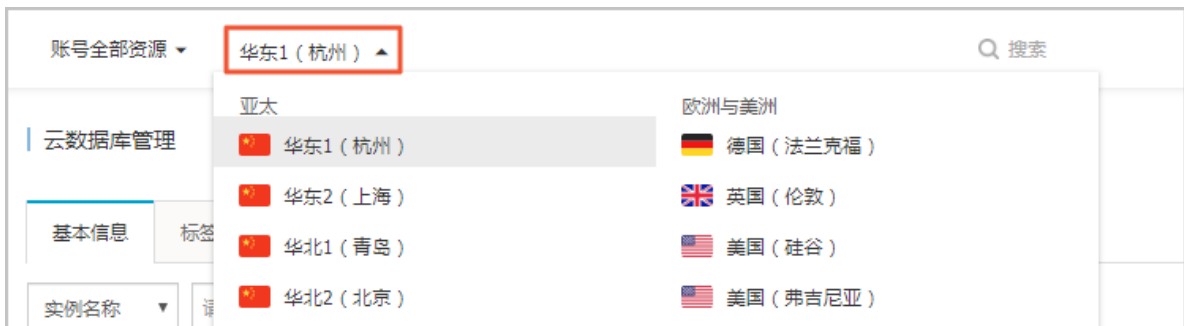 账号全部资源 华东1（杭州） 搜索
亚太 欧洲与美洲
云数据库管理
华东1（杭州） 德国（法兰克福）
华东2（上海） 英国（伦敦）
基本信息 标签
华北1（青岛） 美国（硅谷）
实例名称
华北2（北京） 美国（弗吉尼亚）